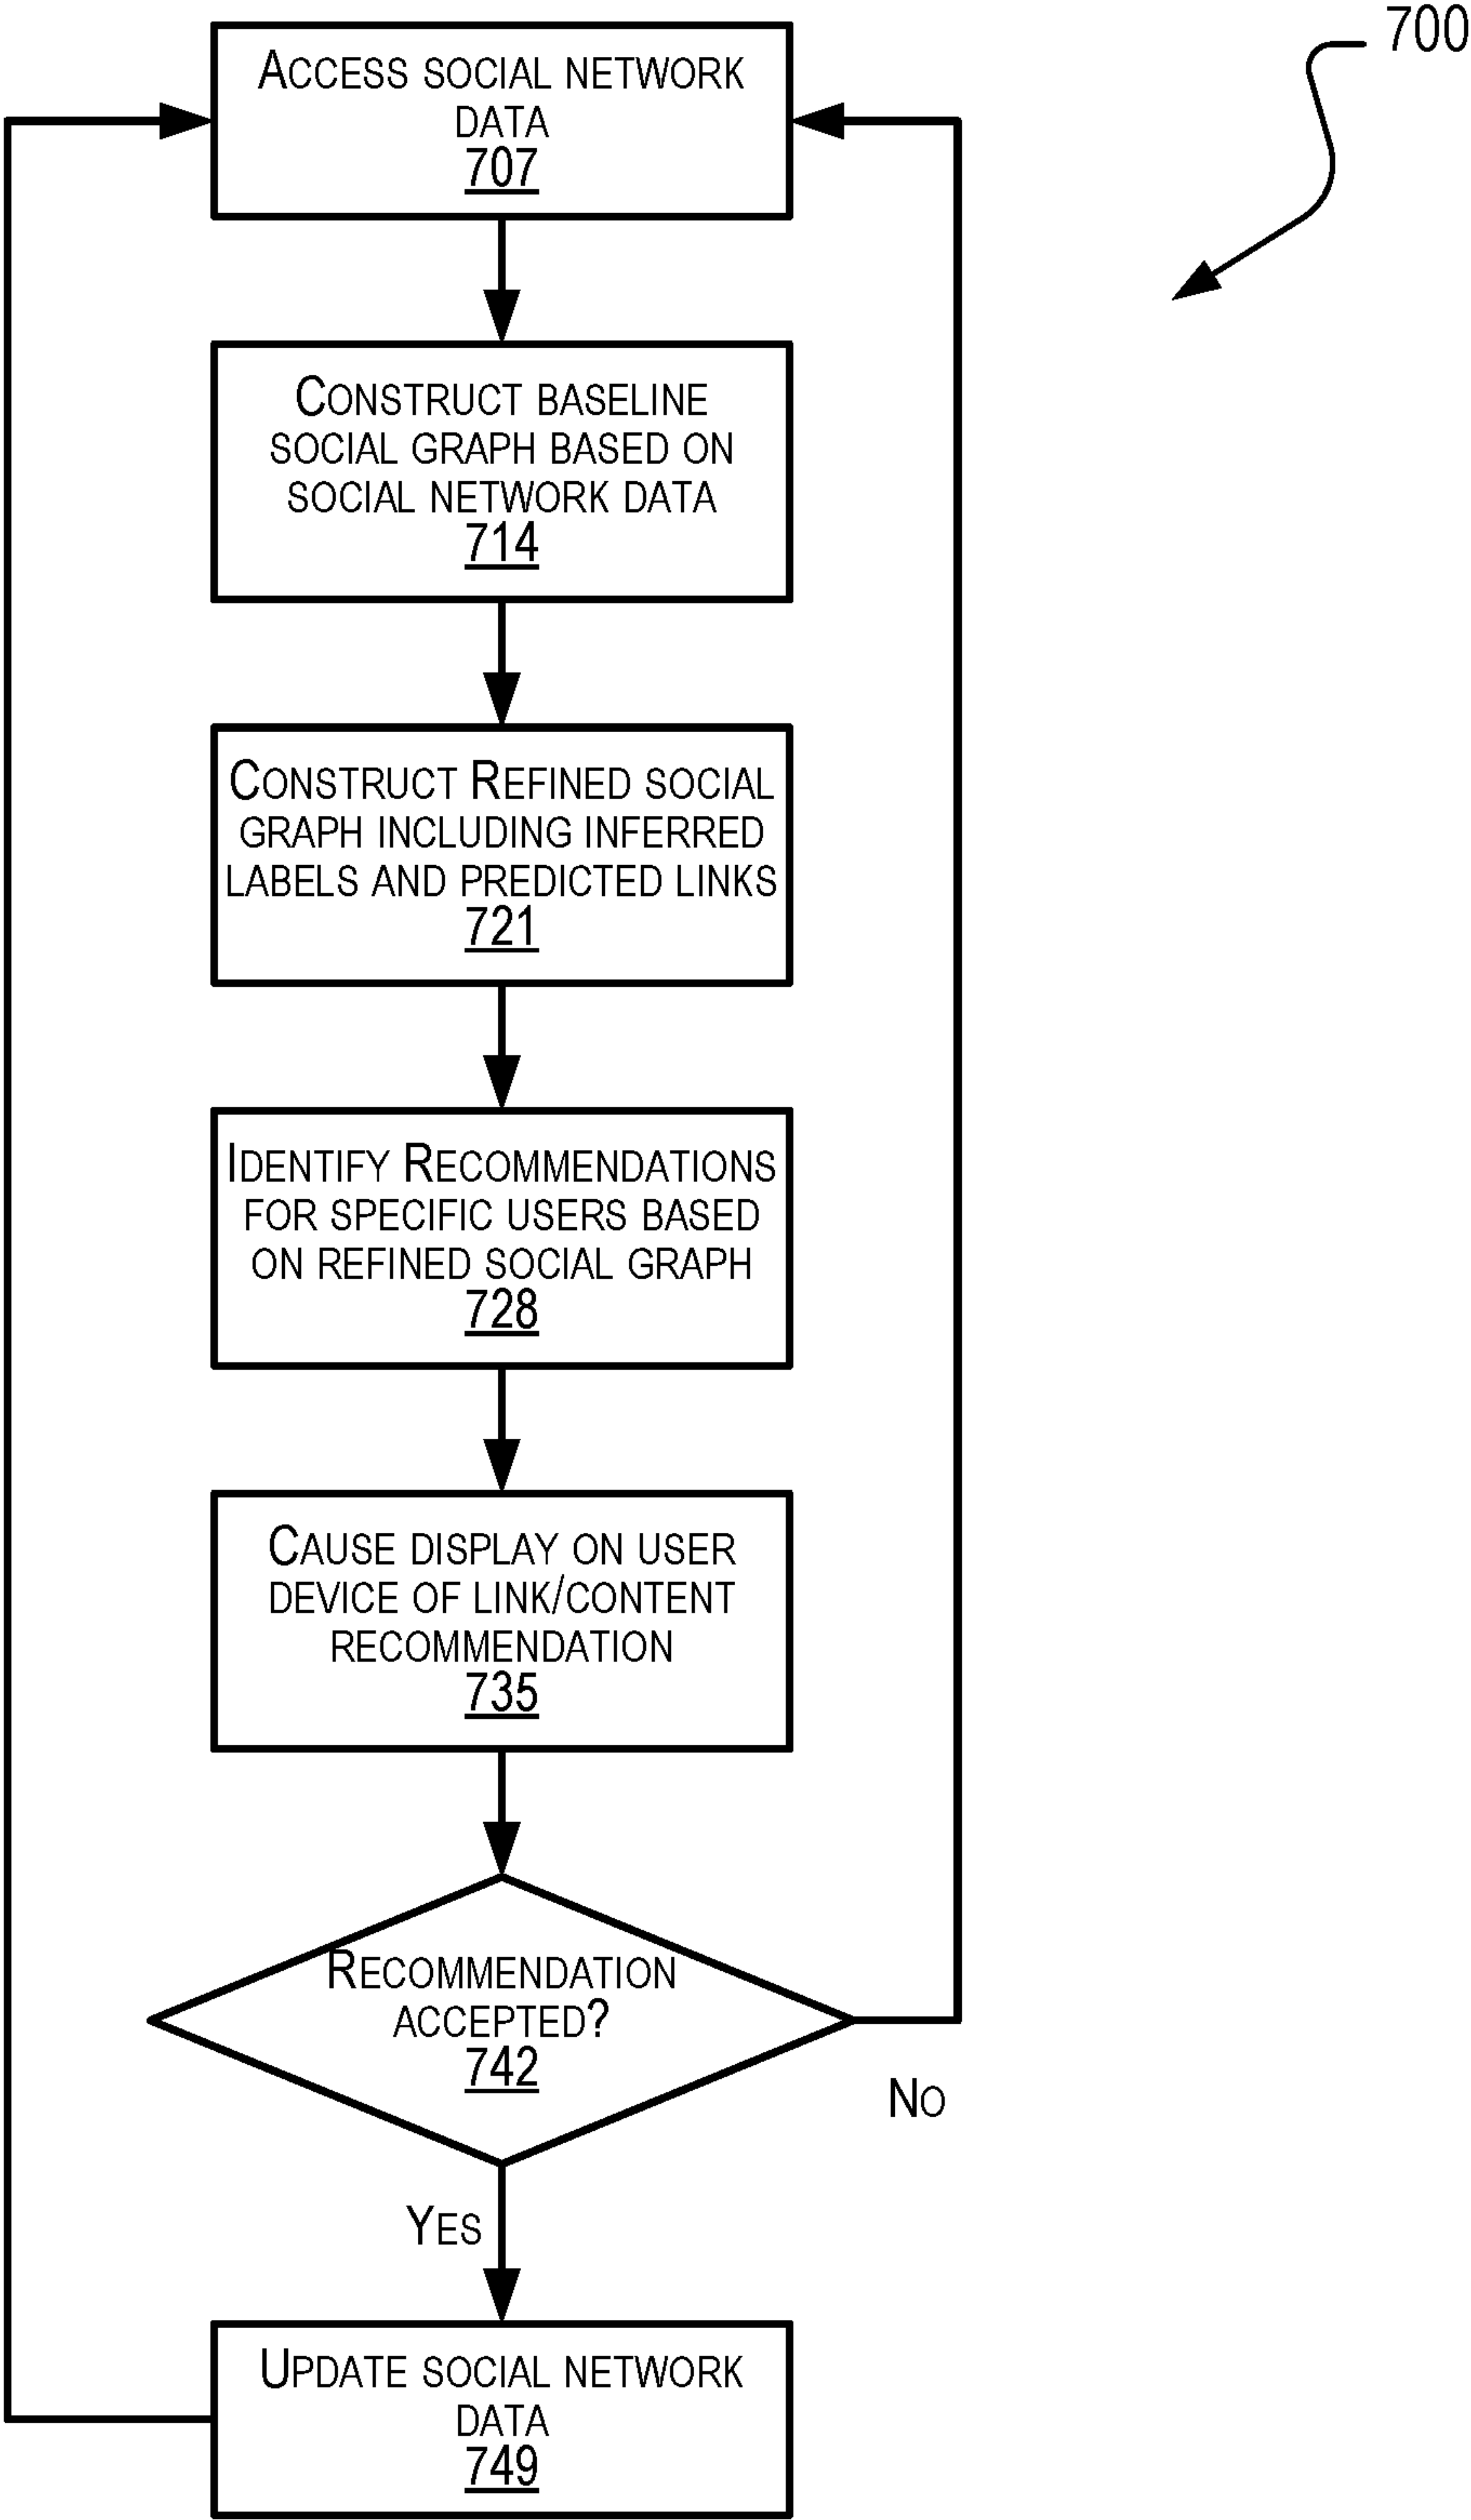 700
Access social network
data
707
Construct baseline
social graph based on
social network data
714
Construct Refined social
graph including inferred
labels and predicted links
721
Identify Recommendations
for specific users based
on refined social graph
728
Cause display on user
device of link/content
recommendation
735
Recommendation
accepted?
742
No
Yes
Update social network
data
749